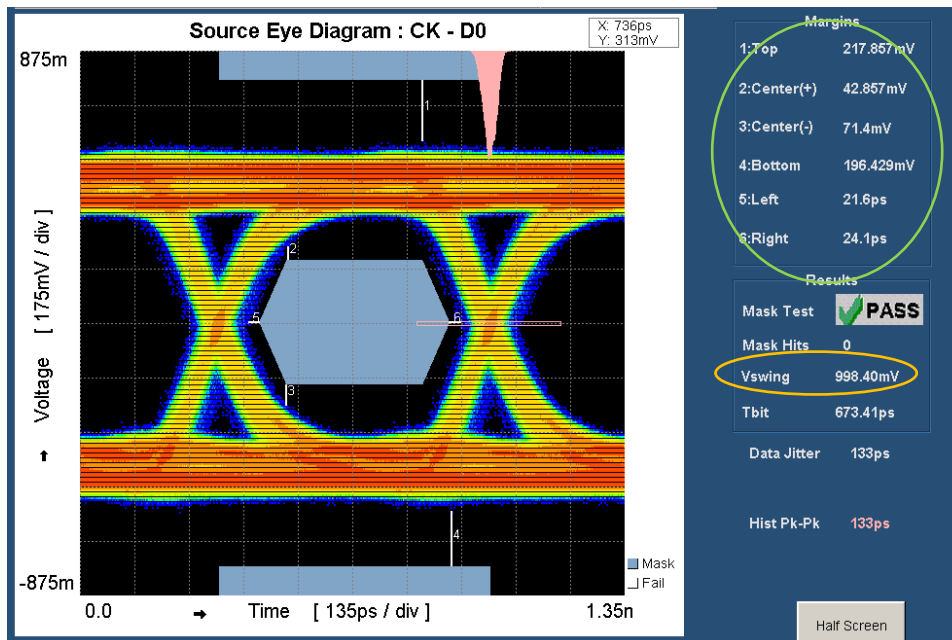 Source Eye Diagram : CK - D0
X: 736ps
Y: 313mV
875m
Voltage [ 175mV / div ]
-875m
1
2
3
4
5
6
0.0
Time [ 135ps / div ]
1.35n
Mask
Fail
Margins
1:Top 217.857mV
2:Center(+) 42.857mV
3:Center(-) 71.4mV
4:Bottom 196.429mV
5:Left 21.6ps
6:Right 24.1ps
Results
Mask Test PASS
Mask Hits 0
Vswing 998.40mV
Tbit 673.41ps
Data Jitter 133ps
Hist Pk-Pk 133ps
Half Screen